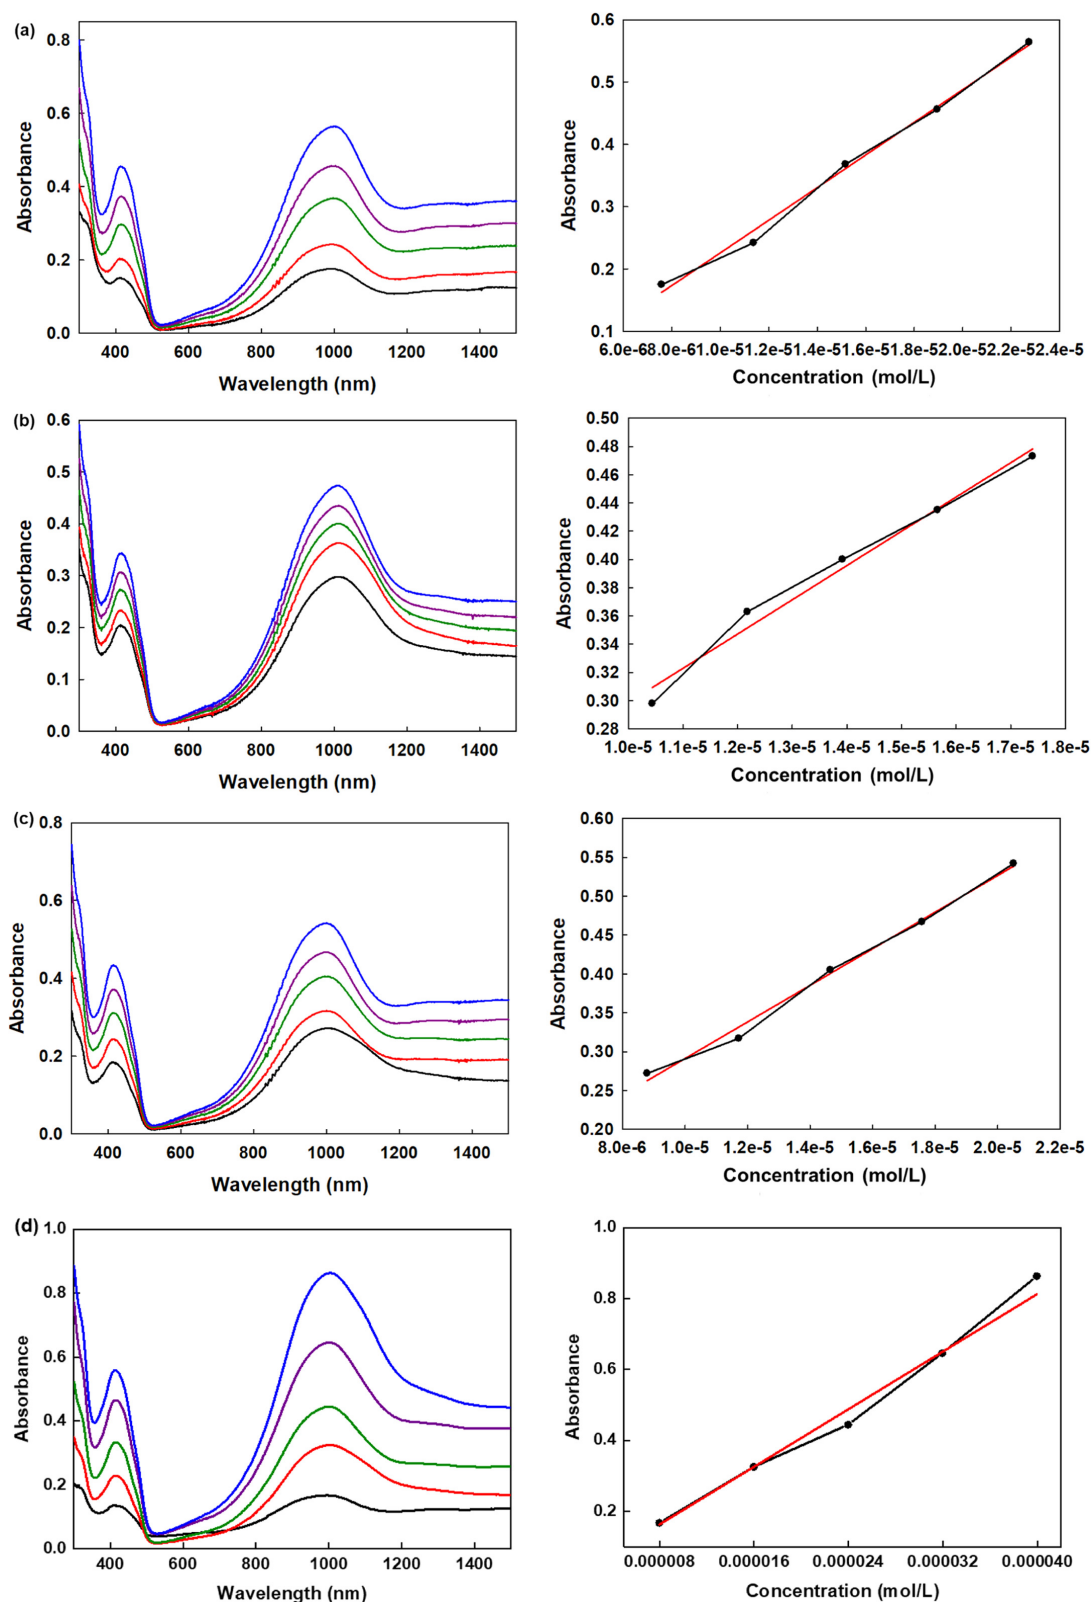 (a)
0.8
0.6
0.4
0.2
0.0
Absorbance
400 600 800 1000 1200 1400
Wavelength (nm)
0.6
0.5
0.4
0.3
0.2
0.1
Absorbance
6.0e-68.0e-61.0e-51.2e-51.4e-51.6e-51.8e-52.0e-52.2e-52.4e-5
Concentration (mol/L)
(b)
0.6
0.5
0.4
0.3
0.2
0.1
0.0
Absorbance
400 600 800 1000 1200 1400
Wavelength (nm)
0.50
0.48
0.46
0.44
0.42
0.40
0.38
0.36
0.34
0.32
0.30
0.28
Absorbance
1.0e-5 1.1e-5 1.2e-5 1.3e-5 1.4e-5 1.5e-5 1.6e-5 1.7e-5 1.8e-5
Concentration (mol/L)
(c)
0.8
0.6
0.4
0.2
0.0
Absorbance
400 600 800 1000 1200 1400
Wavelength (nm)
0.60
0.55
0.50
0.45
0.40
0.35
0.30
0.25
0.20
Absorbance
8.0e-6 1.0e-5 1.2e-5 1.4e-5 1.6e-5 1.8e-5 2.0e-5 2.2e-5
Concentration (mol/L)
(d)
1.0
0.8
0.6
0.4
0.2
0.0
Absorbance
400 600 800 1000 1200 1400
Wavelength (nm)
1.0
0.8
0.6
0.4
0.2
Absorbance
0.000008 0.000016 0.000024 0.000032 0.000040
Concentration (mol/L)